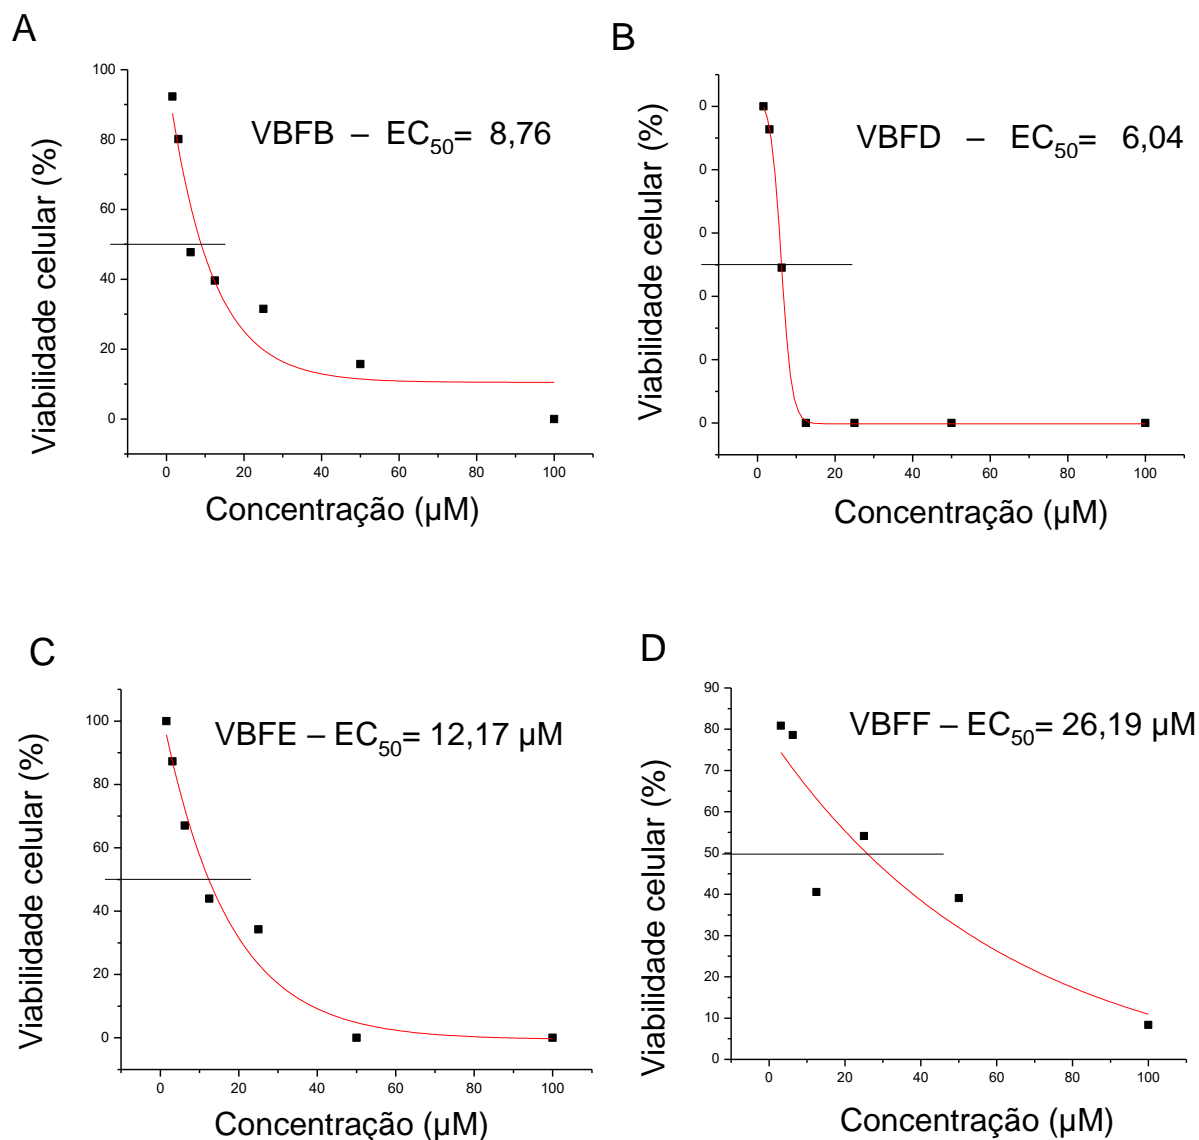 A
VBFB – EC50= 8,76
Viabilidade celular (%)
100
80
60
40
20
0
0 20 40 60 80 100
Concentração (µM)
B
VBFD – EC50= 6,04
Viabilidade celular (%)
0
0
0
0
0
0
0 20 40 60 80 100
Concentração (µM)
C
VBFE – EC50= 12,17 µM
Viabilidade celular (%)
100
80
60
40
20
0
0 20 40 60 80 100
Concentração (µM)
D
VBFF – EC50= 26,19 µM
Viabilidade celular (%)
90
80
70
60
50
40
30
20
10
0
0 20 40 60 80 100
Concentração (µM)